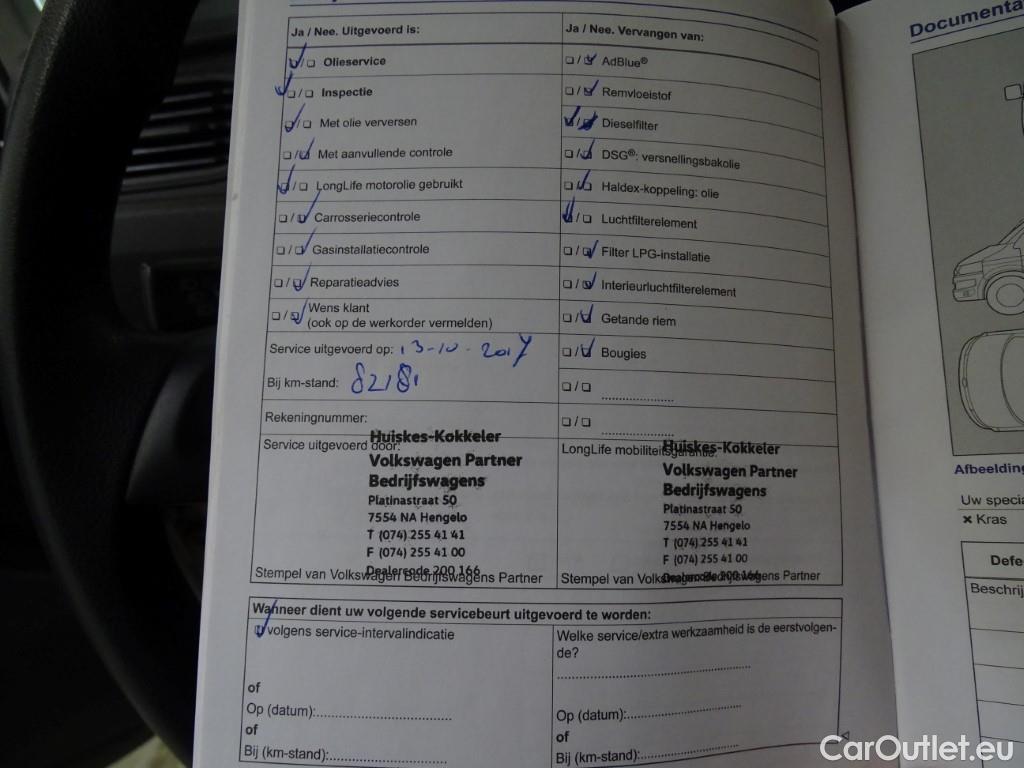 Ja / Nee. Uitgevoerd is:
Olieservice
Inspectie
Met olie verversen
Met aanvullende controle
LongLife motorolie gebruikt
Carrosseriecontrole
Gasinstallatiecontrole
Reparatieadvies
Wens klant
(ook op de werkorder vermelden)
Service uitgevoerd op: 13-10-2017
Bij km-stand: 82181
Rekeningnummer:
Service uitgevoerd door:
Huiskes-Kokkeler
Volkswagen Partner
Bedrijfswagens
Platinastraat 50
7554 NA Hengelo
T (074) 255 41 41
F (074) 255 41 00
Dealercode 200 166
Stempel van Volkswagen Bedrijfswagens Partner
Ja / Nee. Vervangen van:
AdBlue®
Remvloeistof
Dieselfilter
DSG®: versnellingsbakolie
Haldex-koppeling: olie
Luchtfilterelement
Filter LPG-installatie
Interieurluchtfilterelement
Getande riem
Bougies
LongLife mobiliteitsgarantie:
Huiskes-Kokkeler
Volkswagen Partner
Bedrijfswagens
Platinastraat 50
7554 NA Hengelo
T (074) 255 41 41
F (074) 255 41 00
Dealercode 200 166
Stempel van Volkswagen Bedrijfswagens Partner
Wanneer dient uw volgende servicebeurt uitgevoerd te worden:
volgens service-intervalindicatie
of
Op (datum):
of
Bij (km-stand):
Welke service/extra werkzaamheid is de eerstvolgen-
de?
Op (datum):
of
Bij (km-stand):
Documenta
Afbeelding
Uw specia
× Kras
Defe
Beschrij
CarOutlet.eu